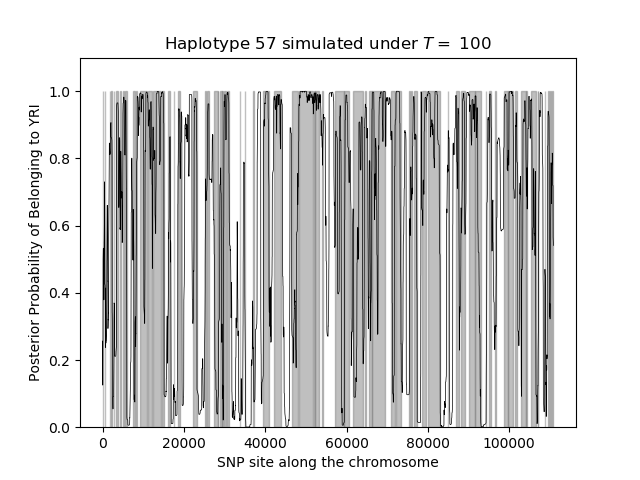 Haplotype 57 simulated under T = 100
Posterior Probability of Belonging to YRI
1.0
0.8
0.6
0.4
0.2
0.0
0 20000 40000 60000 80000 100000
SNP site along the chromosome